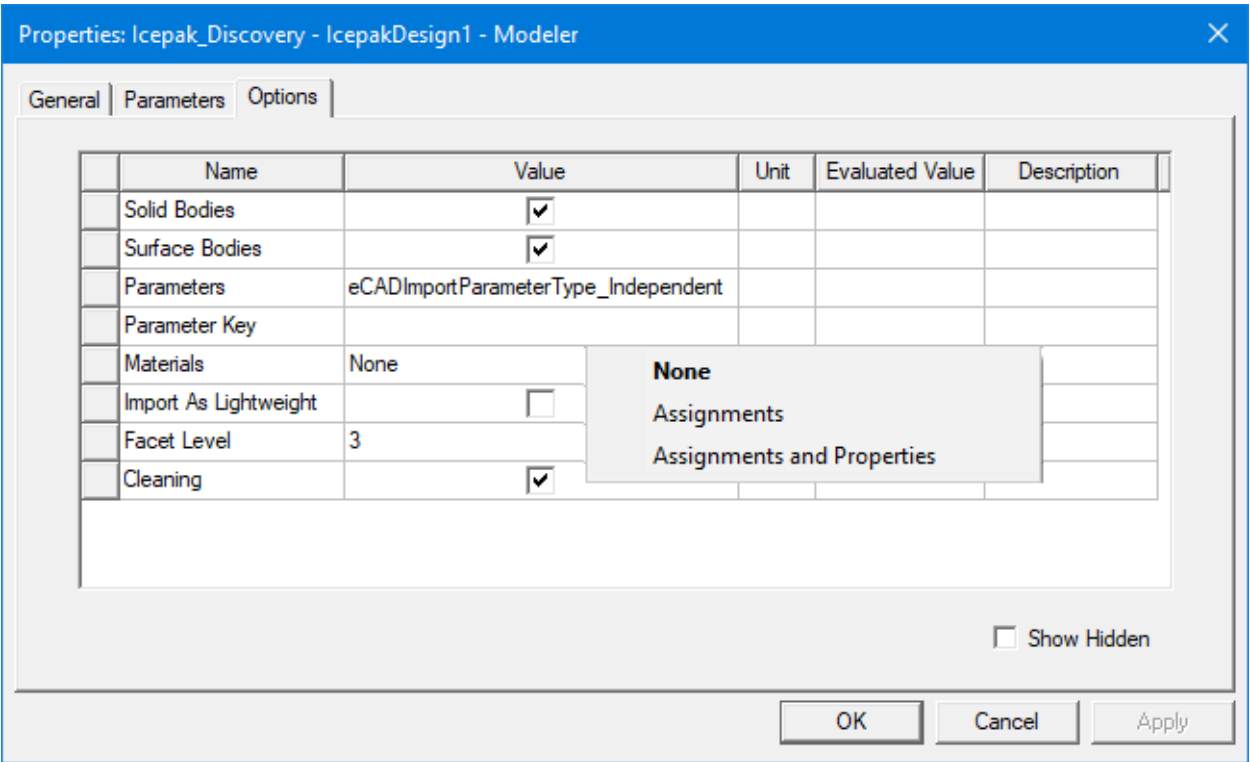 Properties: Icepak_Discovery - IcepakDesign1 - Modeler
General Parameters Options
Name Value Unit Evaluated Value Description
Solid Bodies
Surface Bodies
Parameters eCADImportParameterType_Independent
Parameter Key
Materials None
None
Assignments
Assignments and Properties
Import As Lightweight
Facet Level 3
Cleaning
Show Hidden
OK Cancel Apply